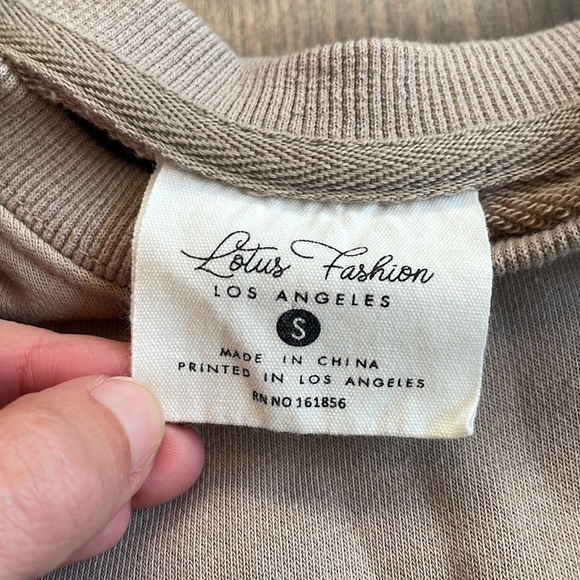 Lotus Fashion
LOS ANGELES
S
MADE IN CHINA
PRINTED IN LOS ANGELES
RN NO 161856